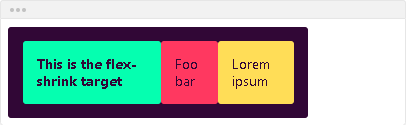 This is the flex-
shrink target
Foo
bar
Lorem
ipsum